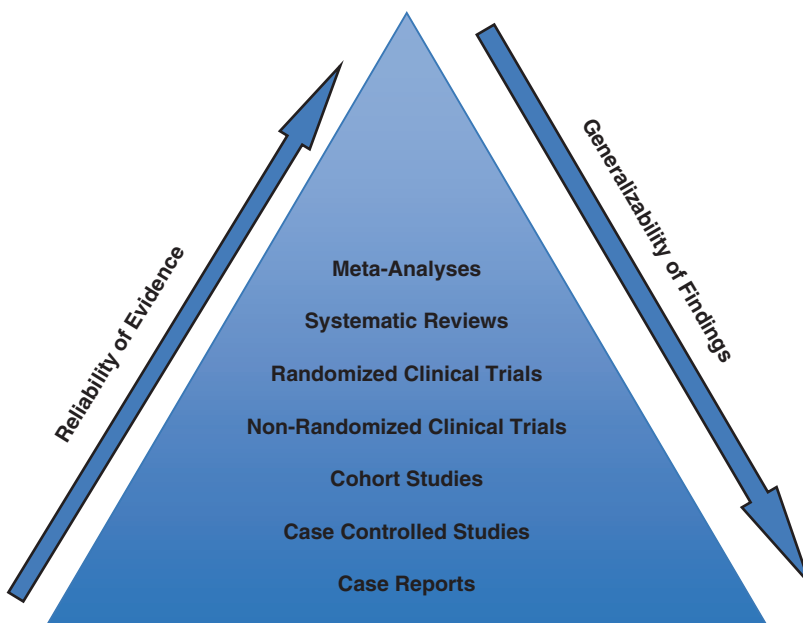 Reliability of Evidence
Generalizability of Findings
Meta-Analyses
Systematic Reviews
Randomized Clinical Trials
Non-Randomized Clinical Trials
Cohort Studies
Case Controlled Studies
Case Reports